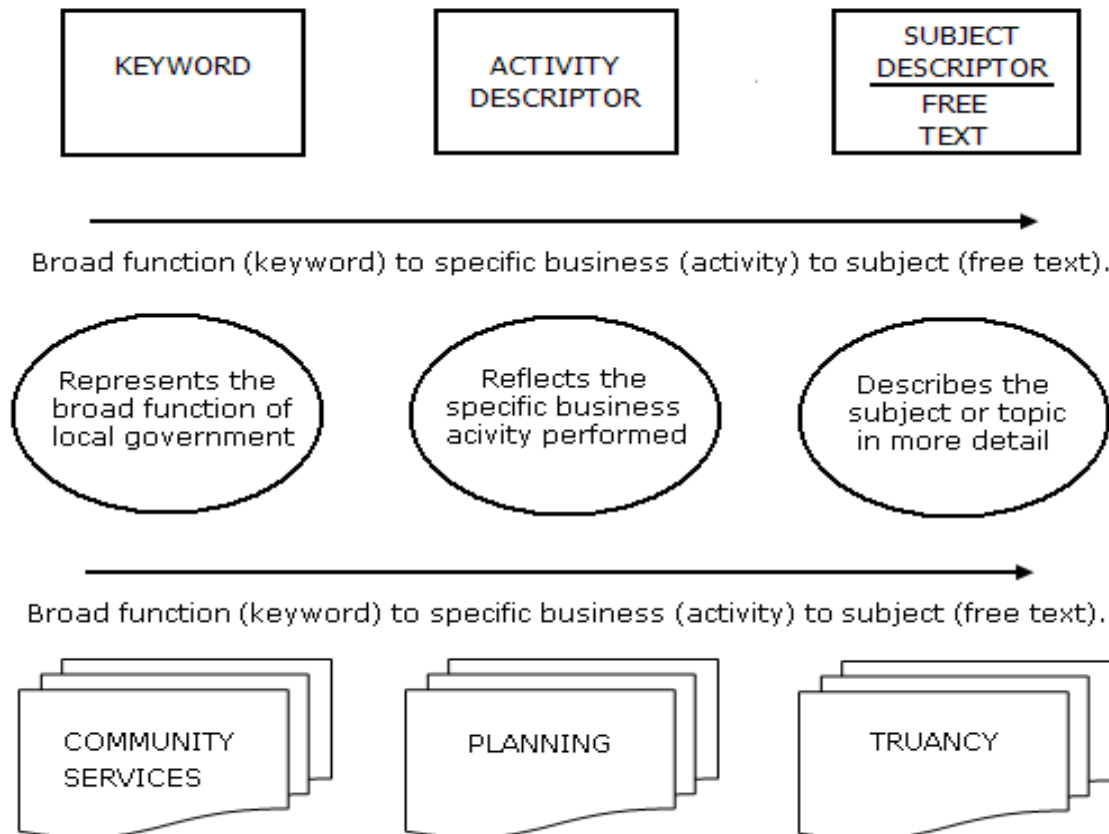 KEYWORD
ACTIVITY
DESCRIPTOR
SUBJECT
DESCRIPTOR
FREE
TEXT
Broad function (keyword) to specific business (activity) to subject (free text).
Represents the
broad function of
local government
Reflects the
specific business
acivity performed
Describes the
subject or topic
in more detail
Broad function (keyword) to specific business (activity) to subject (free text).
COMMUNITY
SERVICES
PLANNING
TRUANCY